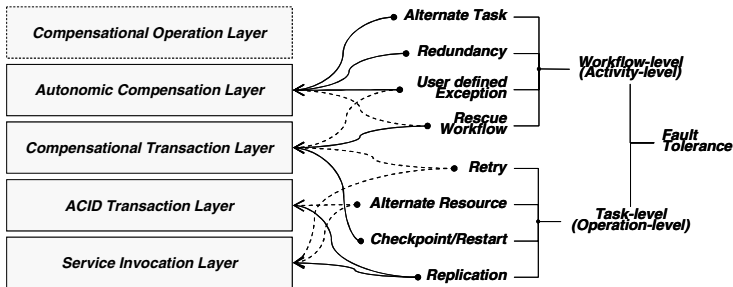 Compensational Operation Layer
Autonomic Compensation Layer
Compensational Transaction Layer
ACID Transaction Layer
Service Invocation Layer
Alternate Task
Redundancy
User defined
Exception
Rescue
Workflow
Retry
Alternate Resource
Checkpoint/Restart
Replication
Workflow-level
(Activity-level)
Task-level
(Operation-level)
Fault
Tolerance